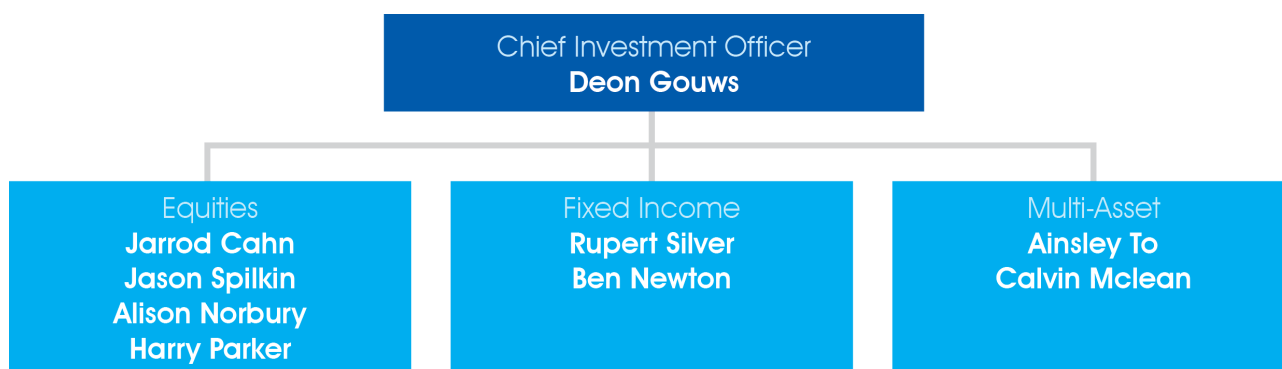 Chief Investment Officer
Deon Gouws
Equities
Jarrod Cahn
Jason Spilkin
Alison Norbury
Harry Parker
Fixed Income
Rupert Silver
Ben Newton
Multi-Asset
Ainsley To
Calvin Mclean